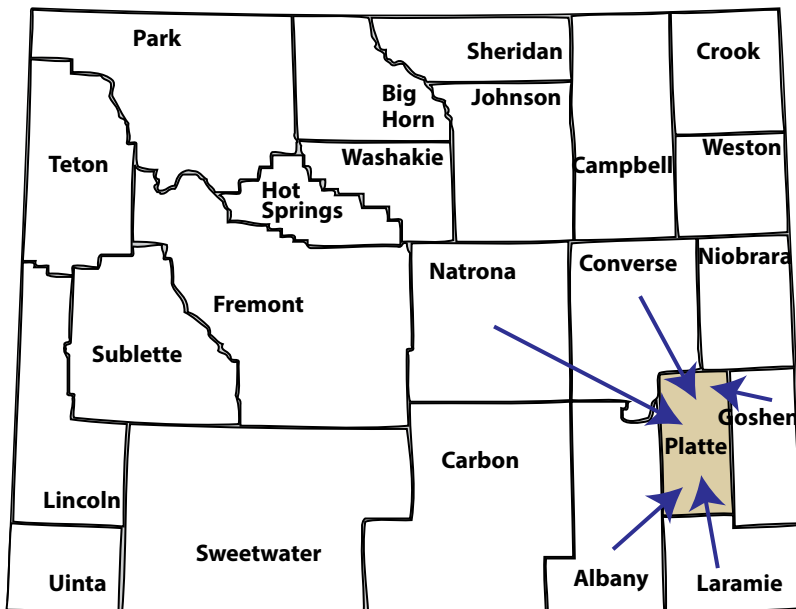 Park
Sheridan
Crook
Big
Horn
Johnson
Teton
Washakie
Campbell
Weston
Hot
Springs
Natrona
Converse
Niobrara
Fremont
Sublette
Goshen
Platte
Carbon
Lincoln
Sweetwater
Uinta
Albany
Laramie